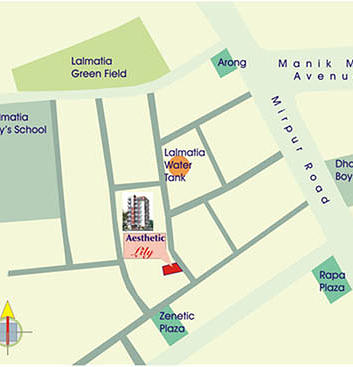 Lalmatia
Green Field
Arong
Manik M
Avenu
lmatia
y's School
Mirpur Road
Lalmatia
Water
Tank
Dha
Boy
Aesthetic
Lily
Rapa
Plaza
Zenetic
Plaza